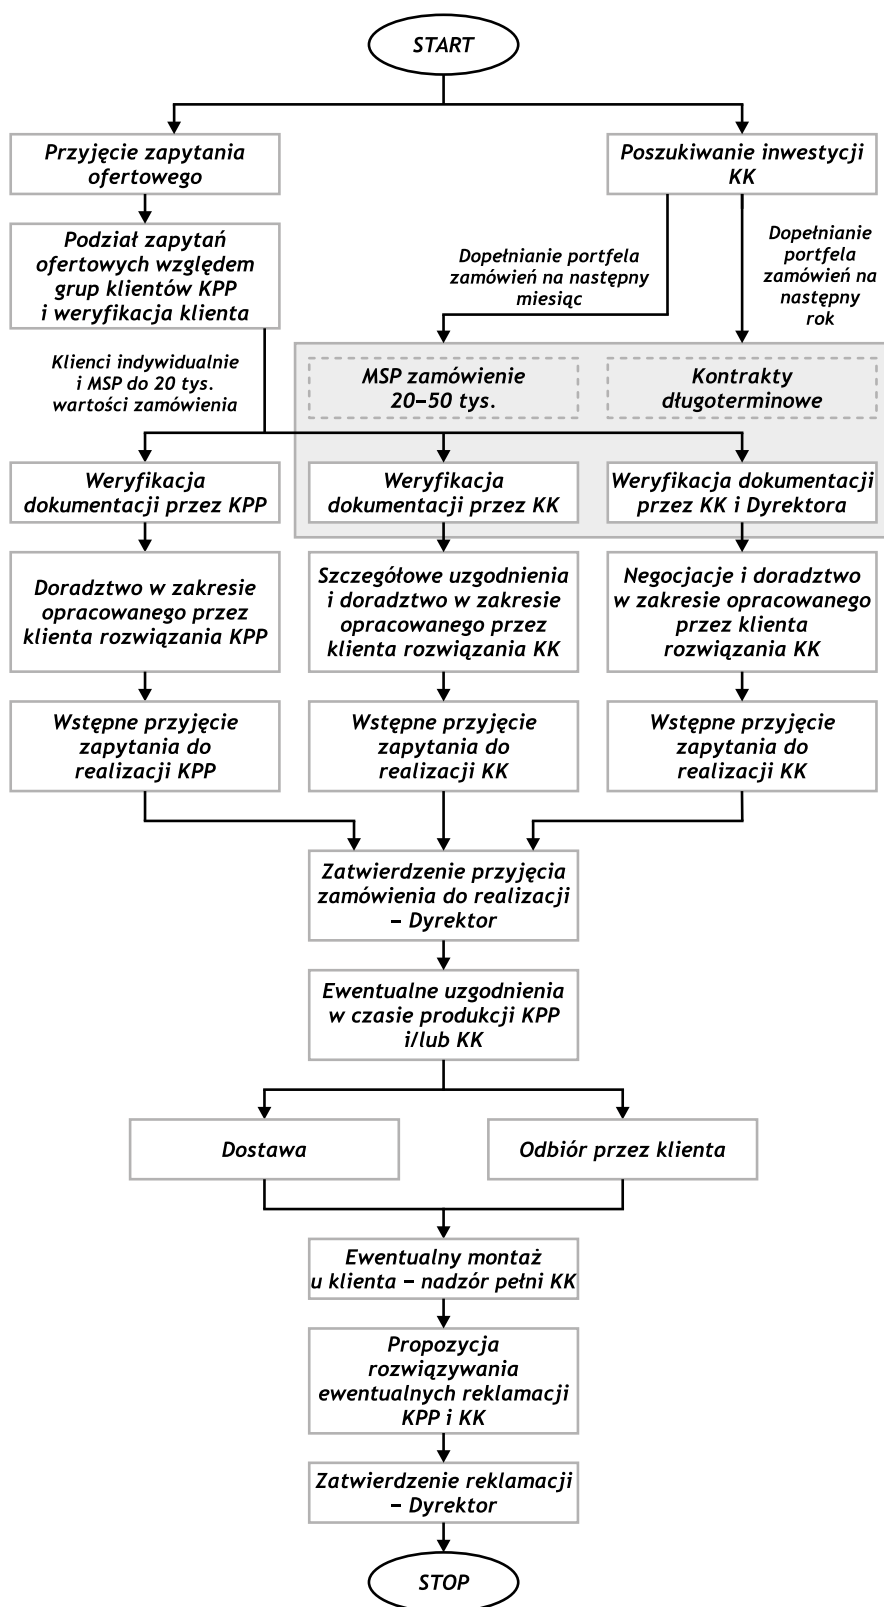 START
Przyjęcie zapytania
ofertowego
Poszukiwanie inwestycji
KK
Podział zapytań
ofertowych względem
grup klientów KPP
i weryfikacja klienta
Dopełnianie portfela
zamówień na następny
miesiąc
Dopełnianie
portfela
zamówień na
następny
rok
Klienci indywidualnie
i MSP do 20 tys.
wartości zamówienia
MSP zamówienie
20–50 tys.
Kontrakty
długoterminowe
Weryfikacja
dokumentacji przez KPP
Weryfikacja
dokumentacji przez KK
Weryfikacja dokumentacji
przez KK i Dyrektora
Doradztwo w zakresie
opracowanego przez
klienta rozwiązania KPP
Szczegółowe uzgodnienia
i doradztwo w zakresie
opracowanego przez
klienta rozwiązania KK
Negocjacje i doradztwo
w zakresie opracowanego
przez klienta
rozwiązania KK
Wstępne przyjęcie
zapytania do
realizacji KPP
Wstępne przyjęcie
zapytania do
realizacji KK
Wstępne przyjęcie
zapytania do
realizacji KK
Zatwierdzenie przyjęcia
zamówienia do realizacji
– Dyrektor
Ewentualne uzgodnienia
w czasie produkcji KPP
i/lub KK
Dostawa
Odbiór przez klienta
Ewentualny montaż
u klienta – nadzór pełni KK
Propozycja
rozwiązywania
ewentualnych reklamacji
KPP i KK
Zatwierdzenie reklamacji
– Dyrektor
STOP